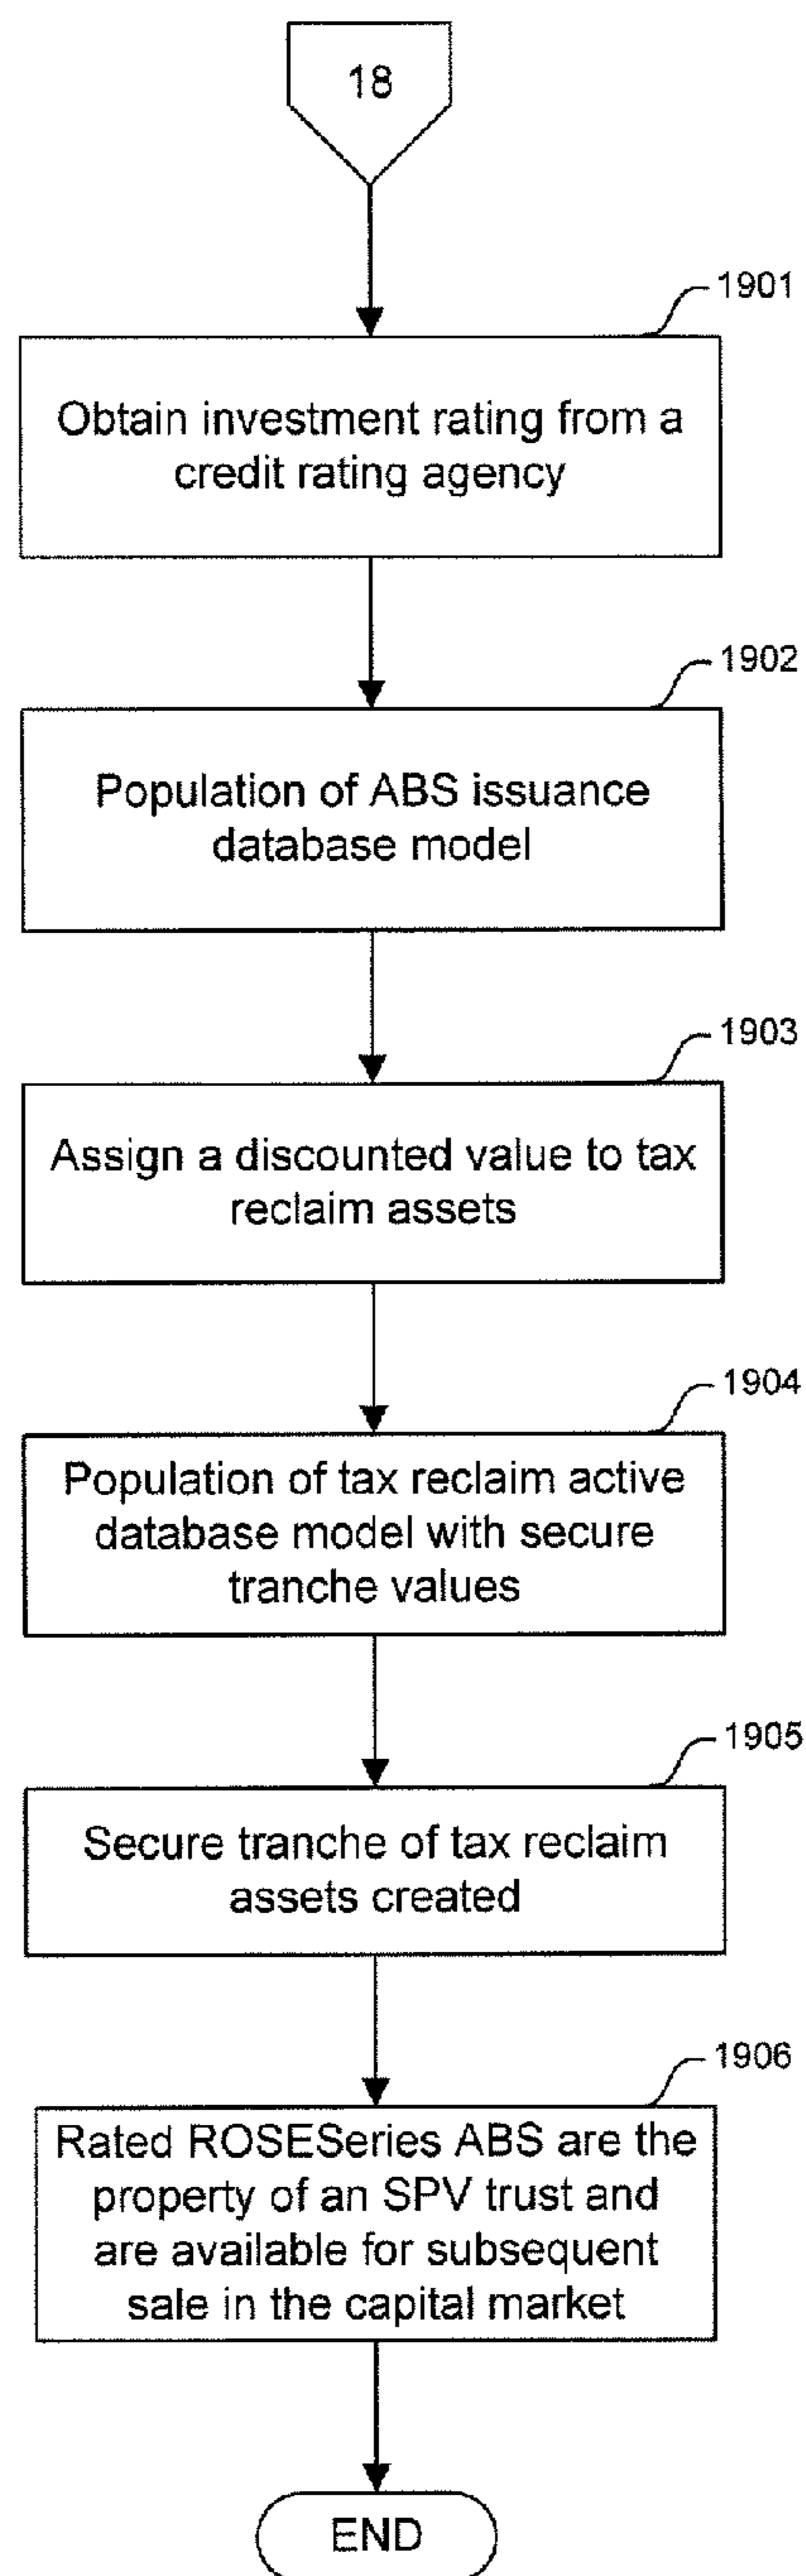 18
1901
Obtain investment rating from a
credit rating agency
1902
Population of ABS issuance
database model
1903
Assign a discounted value to tax
reclaim assets
1904
Population of tax reclaim active
database model with secure
tranche values
1905
Secure tranche of tax reclaim
assets created
1906
Rated ROSESeries ABS are the
property of an SPV trust and
are available for subsequent
sale in the capital market
END